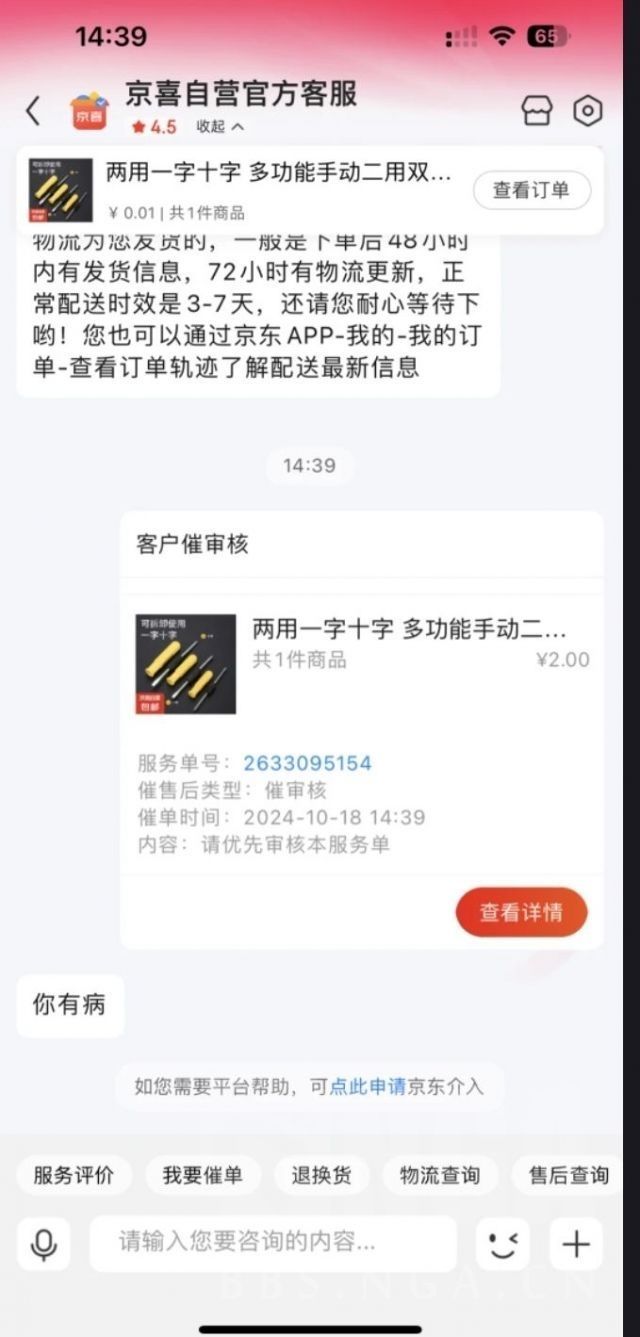 14:39
65
京喜自营官方客服
京喜
4.5 收起
可拆卸使用
一字十字
两用一字十字 多功能手动二用双...
¥ 0.01 | 共1件商品
查看订单
物流为您发货的，一般是下单后48小时
内有发货信息，72小时有物流更新，正
常配送时效是3-7天，还请您耐心等待下
哟！您也可以通过京东APP-我的-我的订
单-查看订单轨迹了解配送最新信息
14:39
客户催审核
可拆卸使用
一字十字
包邮
两用一字十字 多功能手动二...
共1件商品 ¥2.00
服务单号：2633095154
催售后类型：催审核
催单时间：2024-10-18 14:39
内容：请优先审核本服务单
查看详情
你有病
如您需要平台帮助，可点此申请京东介入
服务评价 我要催单 退换货 物流查询 售后查询
请输入您要咨询的内容...
BBS.NGA.CN